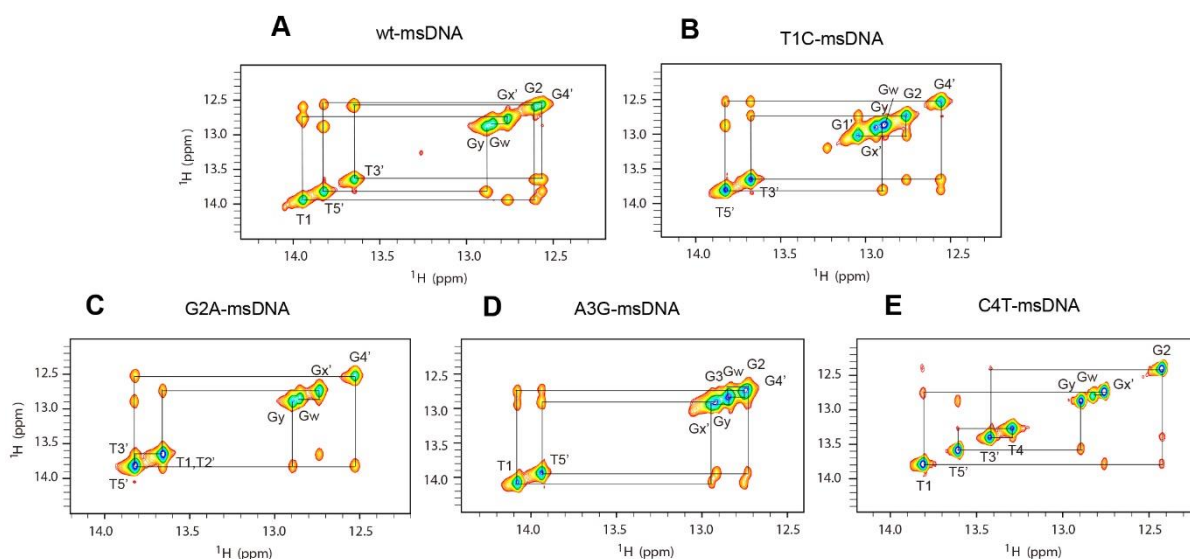 A
wt-msDNA
12.5
13.0
13.5
14.0
¹H (ppm)
Gx'
G2
G4'
Gy
Gw
T3'
T1
T5'
14.0
13.5
13.0
12.5
¹H (ppm)
B
T1C-msDNA
12.5
13.0
13.5
14.0
¹H (ppm)
Gw
Gy
G2
G4'
G1'
Gx'
T3'
T5'
14.0
13.5
13.0
12.5
¹H (ppm)
C
G2A-msDNA
12.5
13.0
13.5
14.0
¹H (ppm)
Gx'
G4'
Gy
Gw
T3'
T1,T2'
T5'
14.0
13.5
13.0
12.5
¹H (ppm)
D
A3G-msDNA
12.5
13.0
13.5
14.0
¹H (ppm)
G3
Gw
G2
G4'
Gx'
Gy
T1
T5'
14.0
13.5
13.0
12.5
¹H (ppm)
E
C4T-msDNA
12.5
13.0
13.5
14.0
¹H (ppm)
G2
Gy
Gw
Gx'
T3'
T4
T5'
T1
14.0
13.5
13.0
12.5
¹H (ppm)